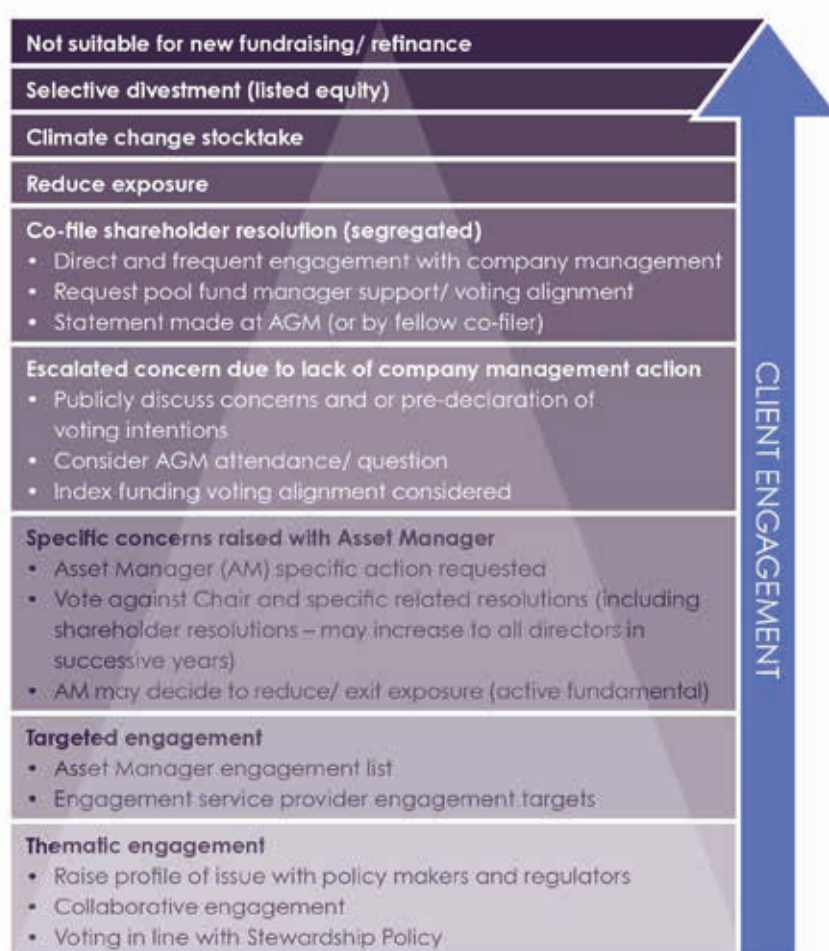 Not suitable for new fundraising/ refinance
Selective divestment (listed equity)
Climate change stocktake
Reduce exposure
Co-file shareholder resolution (segregated)
• Direct and frequent engagement with company management
• Request pool fund manager support/ voting alignment
• Statement made at AGM (or by fellow co-filer)
Escalated concern due to lack of company management action
• Publicly discuss concerns and or pre-declaration of
voting intentions
• Consider AGM attendance/ question
• Index funding voting alignment considered
Specific concerns raised with Asset Manager
• Asset Manager (AM) specific action requested
• Vote against Chair and specific related resolutions (including
shareholder resolutions – may increase to all directors in
successive years)
• AM may decide to reduce/ exit exposure (active fundamental)
Targeted engagement
• Asset Manager engagement list
• Engagement service provider engagement targets
Thematic engagement
• Raise profile of issue with policy makers and regulators
• Collaborative engagement
• Voting in line with Stewardship Policy
CLIENT ENGAGEMENT